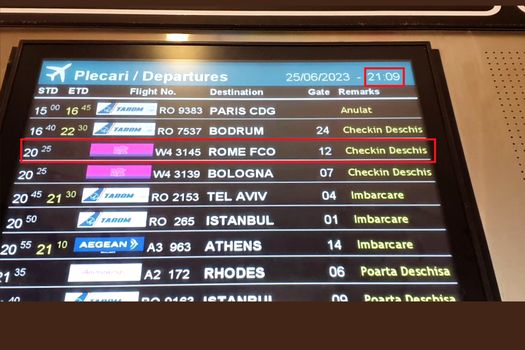 Plecari / Departures 25/06/2023 - 21:09
STD ETD Flight No. Destination Gate Remarks
15 00 16 45 TAROM RO 9383 PARIS CDG Anulat
16 40 22 30 TAROM RO 7537 BODRUM 24 Checkin Deschis
20 25 W4 3145 ROME FCO 12 Checkin Deschis
20 25 W4 3139 BOLOGNA 07 Checkin Deschis
20 45 21 30 TAROM RO 2153 TEL AVIV 04 Imbarcare
20 50 TAROM RO 265 ISTANBUL 01 Imbarcare
20 55 21 10 AEGEAN A3 963 ATHENS 14 Imbarcare
21 35 A2 172 RHODES 06 Poarta Deschisa
40 TAROM RO 9163 ISTANBUL 09 Poarta Deschisa